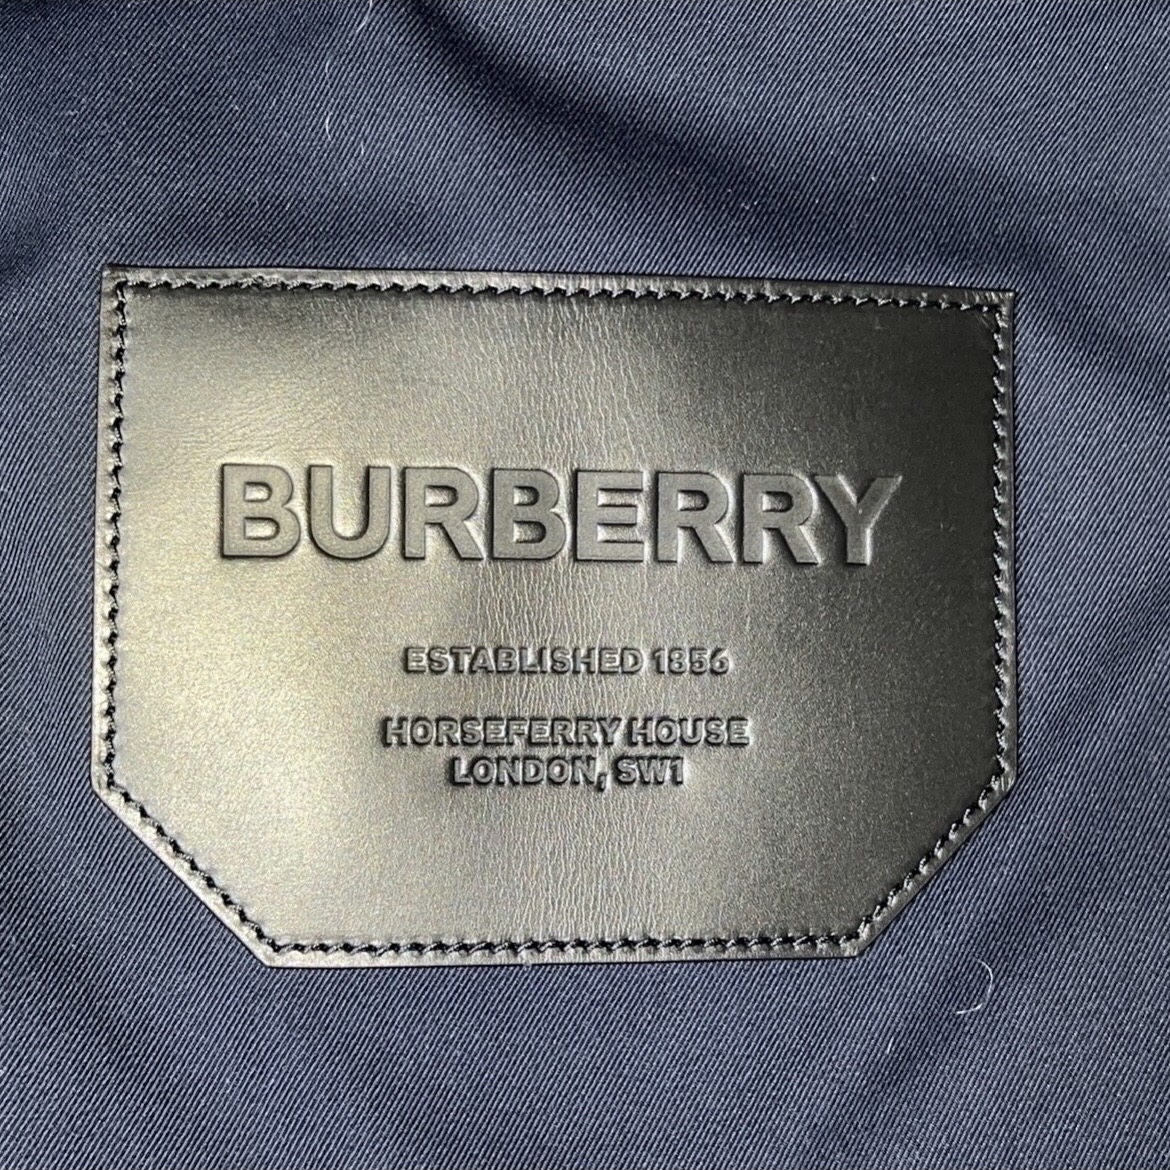 BURBERRY
ESTABLISHED 1856
HORSEFERRY HOUSE
LONDON, SW1